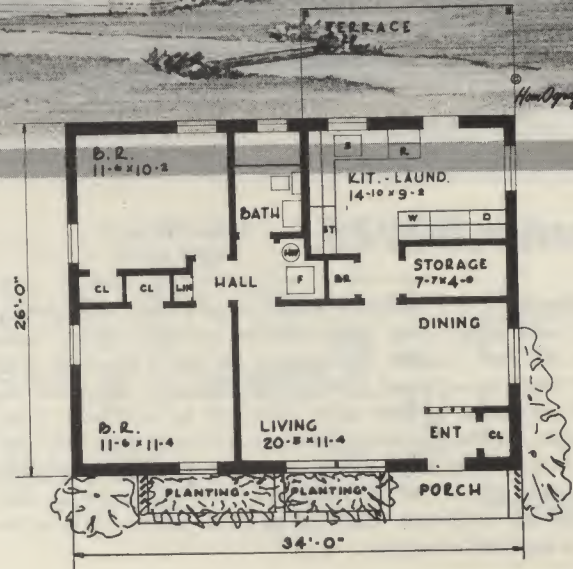 TERRACE
©
B.R.
11-6 x 10-2
BATH
S
R
KIT.-LAUND.
14-10 x 9-2
ST
W
D
HW
F
BR
STORAGE
7-7 x 4-0
CL
CL
LIN
HALL
DINING
26'-0"
B.R.
11-6 x 11-4
LIVING
20-8 x 11-4
ENT
CL
PLANTING
PLANTING
PORCH
34'-0"